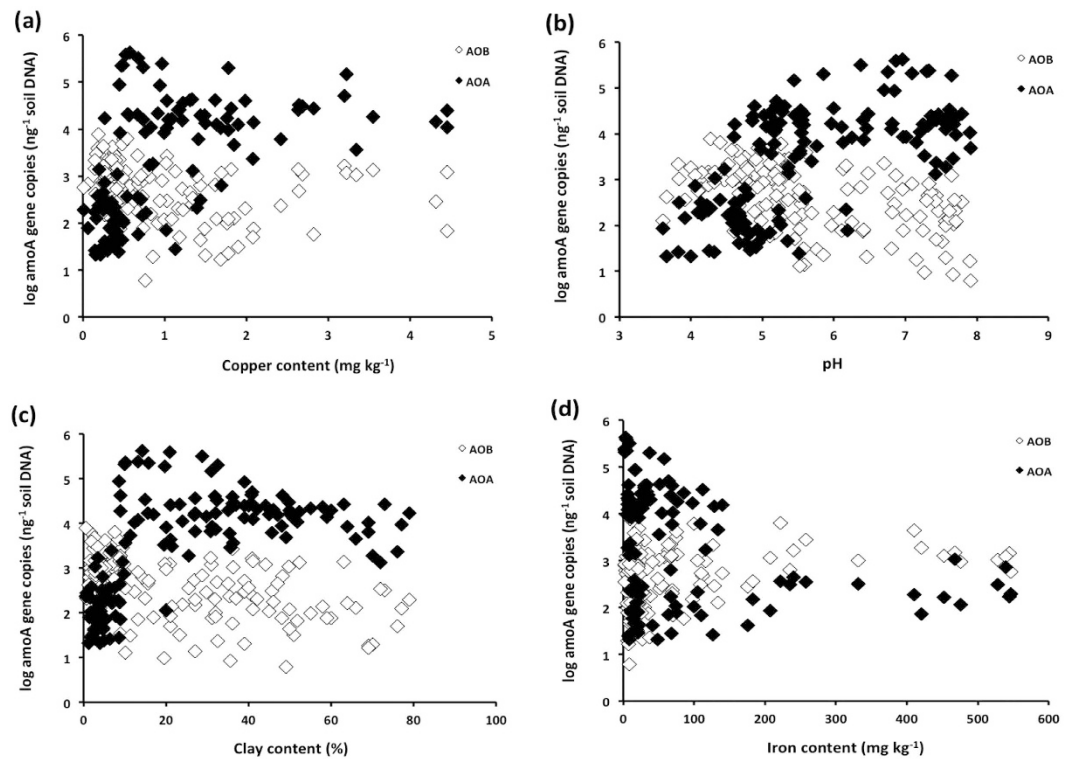 (a)
log amoA gene copies (ng⁻¹ soil DNA)
6
5
4
3
2
1
0
0 1 2 3 4 5
Copper content (mg kg⁻¹)
AOB
AOA
(b)
log amoA gene copies (ng⁻¹ soil DNA)
6
5
4
3
2
1
0
3 4 5 6 7 8 9
pH
AOB
AOA
(c)
log amoA gene copies (ng⁻¹ soil DNA)
6
5
4
3
2
1
0
0 20 40 60 80 100
Clay content (%)
AOB
AOA
(d)
log amoA gene copies (ng⁻¹ soil DNA)
6
5
4
3
2
1
0
0 100 200 300 400 500 600
Iron content (mg kg⁻¹)
AOB
AOA